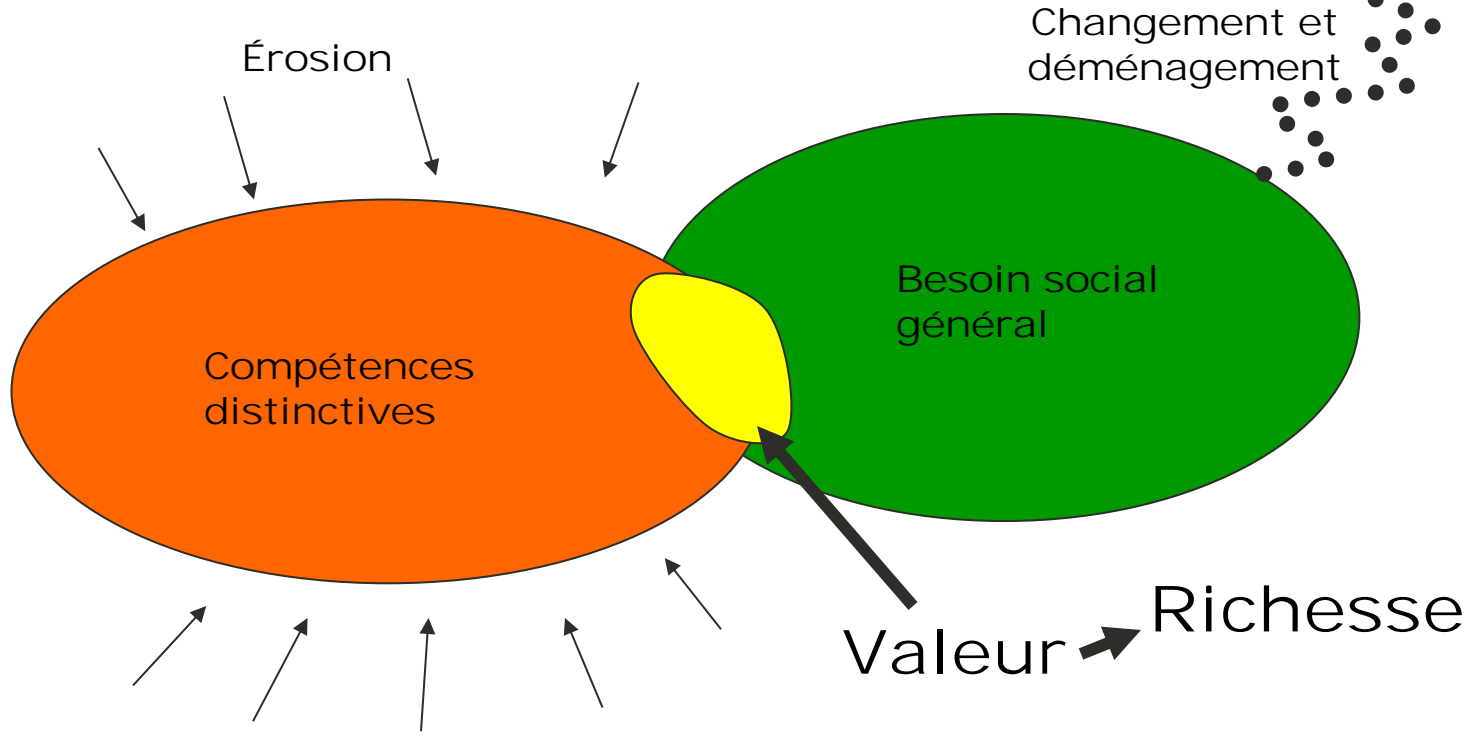 Changement et
déménagement
Érosion
Besoin social
général
Compétences
distinctives
Richesse
Valeur